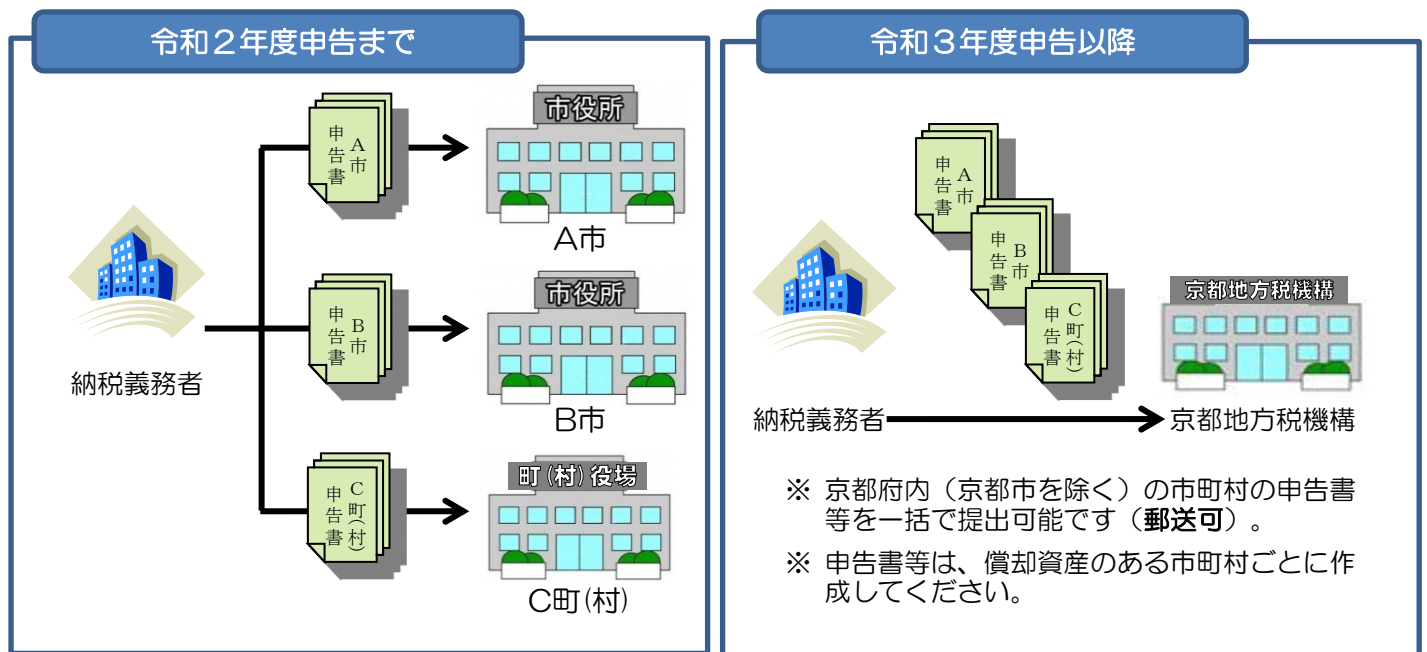 令和２年度申告まで
市役所
A市
申告書
A市
納税義務者
市役所
B市
申告書
B市
町(村)役場
C町(村)
申告書
C町(村)
令和３年度申告以降
A市
申告書
B市
申告書
C町(村)
申告書
京都地方税機構
納税義務者
京都地方税機構
※ 京都府内（京都市を除く）の市町村の申告書
等を一括で提出可能です（郵送可）。
※ 申告書等は、償却資産のある市町村ごとに作
成してください。